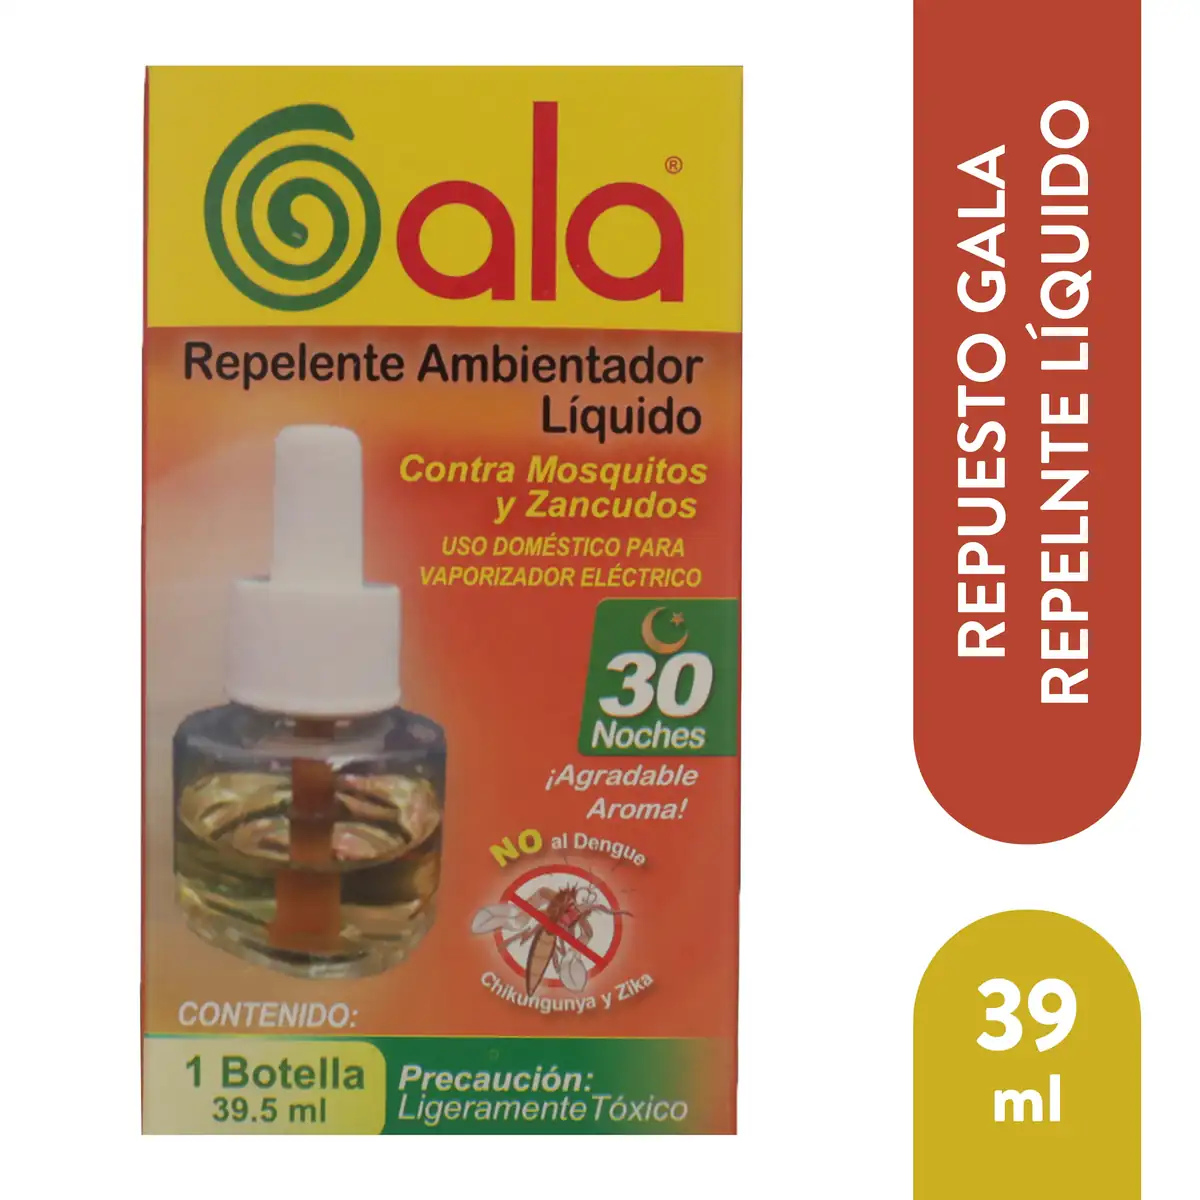 Gala®
Repelente Ambientador
Líquido
Contra Mosquitos
y Zancudos
USO DOMÉSTICO PARA
VAPORIZADOR ELÉCTRICO
30
Noches
¡Agradable
Aroma!
NO al Dengue
Chikungunya y Zika
CONTENIDO:
1 Botella
39.5 ml
Precaución:
Ligeramente Tóxico
REPUESTO GALA
REPELNTE LÍQUIDO
39
ml